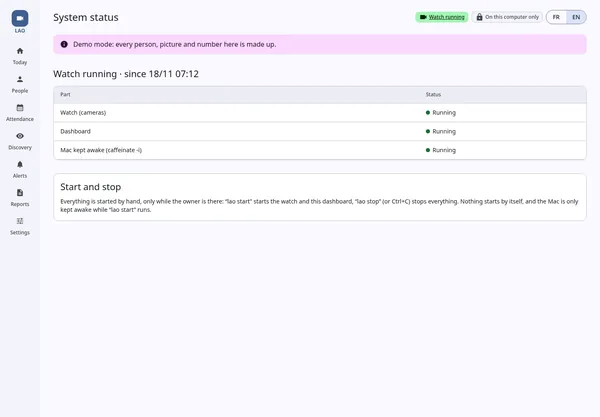 LAO
Today
People
Attendance
Discovery
Alerts
Reports
Settings
System status
Watch running
On this computer only
FR
EN
Demo mode: every person, picture and number here is made up.
Watch running · since 18/11 07:12
Part
Status
Watch (cameras)
Running
Dashboard
Running
Mac kept awake (caffeinate -i)
Running
Start and stop
Everything is started by hand, only while the owner is there: “lao start” starts the watch and this dashboard, “lao stop” (or Ctrl+C) stops everything. Nothing starts by itself, and the Mac is only
kept awake while “lao start” runs.